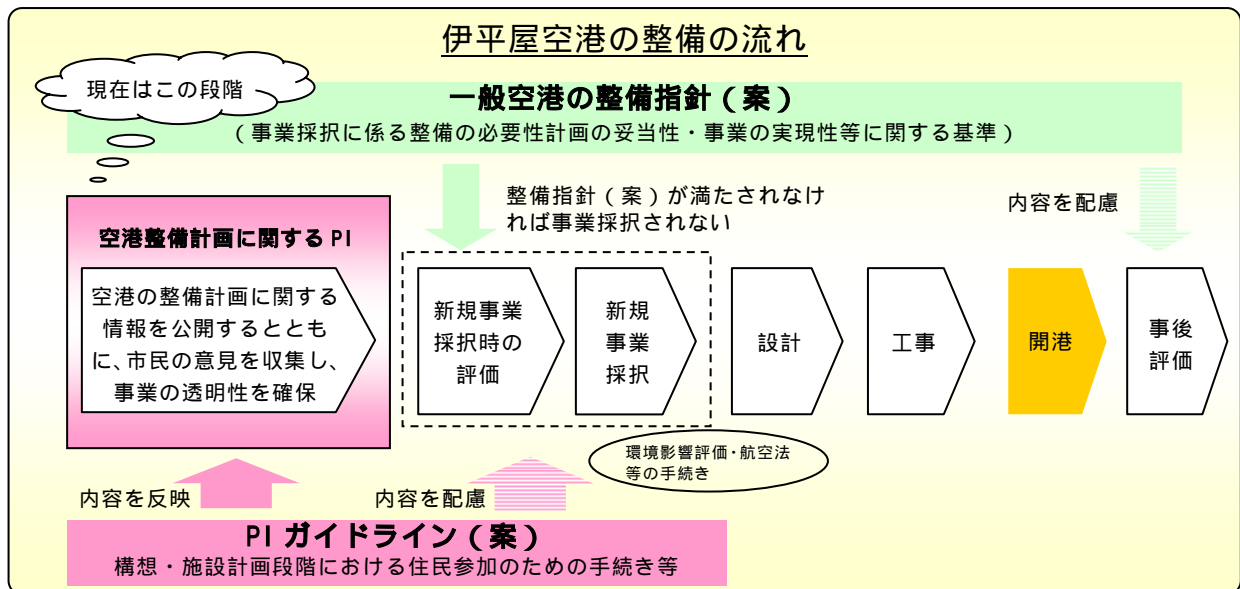 伊平屋空港の整備の流れ
現在はこの段階
一般空港の整備指針（案）
（事業採択に係る整備の必要性計画の妥当性・事業の実現性等に関する基準）
整備指針（案）が満たされなけ
れば事業採択されない
内容を配慮
空港整備計画に関する PI
空港の整備計画に関する
情報を公開するととも
に、市民の意見を収集し、
事業の透明性を確保
新規事業
採択時の
評価
新規
事業
採択
設計
工事
開港
事後
評価
環境影響評価・航空法
等の手続き
内容を反映
内容を配慮
PI ガイドライン（案）
構想・施設計画段階における住民参加のための手続き等